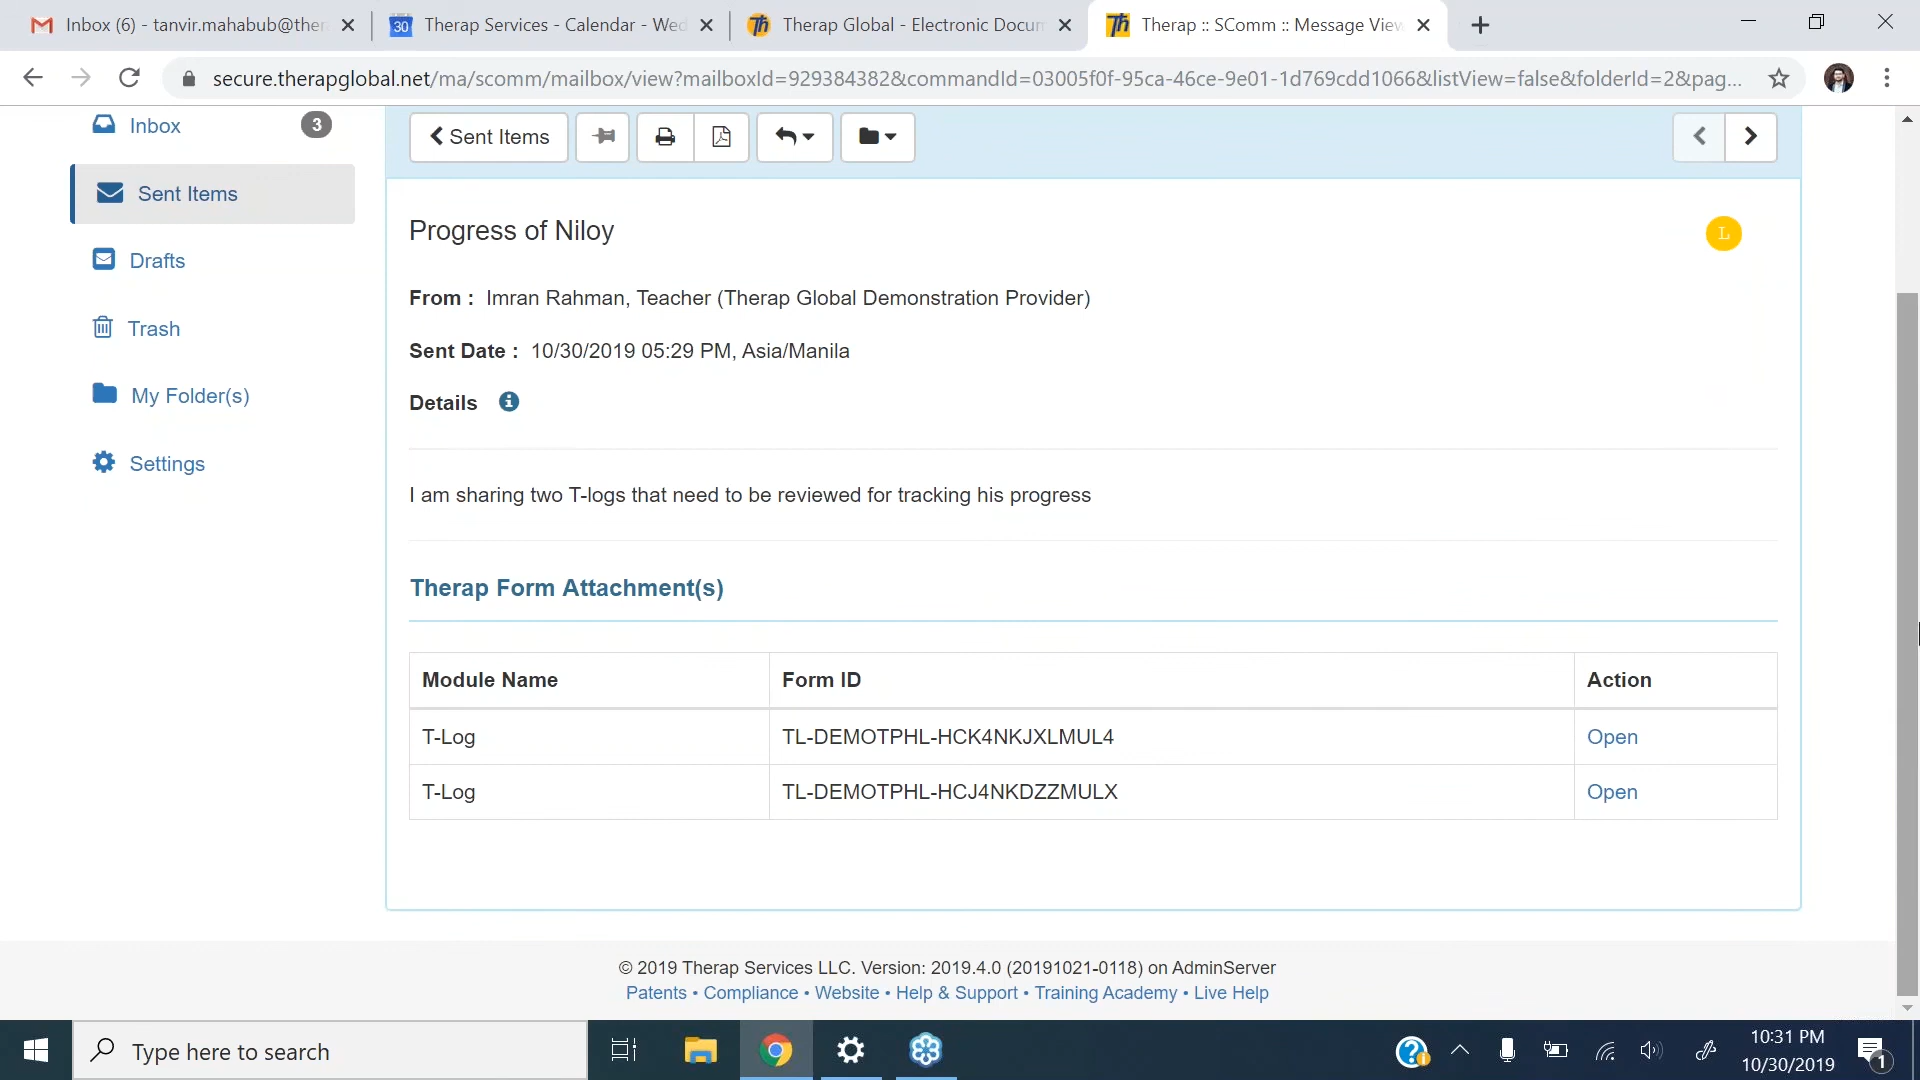 Inbox (6) - tanvir.mahabub@ther
Therap Services - Calendar - Wed
Therap Global - Electronic Docum
Therap :: SComm :: Message View
secure.therapglobal.net/ma/scomm/mailbox/view?mailboxId=929384382&commandId=03005f0f-95ca-46ce-9e01-1d769cdd1066&listView=false&folderId=2&pag...
Inbox 3
Sent Items
Drafts
Trash
My Folder(s)
Settings
Sent Items
Progress of Niloy
L
From : Imran Rahman, Teacher (Therap Global Demonstration Provider)
Sent Date : 10/30/2019 05:29 PM, Asia/Manila
Details
I am sharing two T-logs that need to be reviewed for tracking his progress
Therap Form Attachment(s)
Module Name Form ID Action
T-Log TL-DEMOTPHL-HCK4NKJXLMUL4 Open
T-Log TL-DEMOTPHL-HCJ4NKDZZMULX Open
© 2019 Therap Services LLC. Version: 2019.4.0 (20191021-0118) on AdminServer
Patents • Compliance • Website • Help & Support • Training Academy • Live Help
Type here to search
10:31 PM
10/30/2019
1